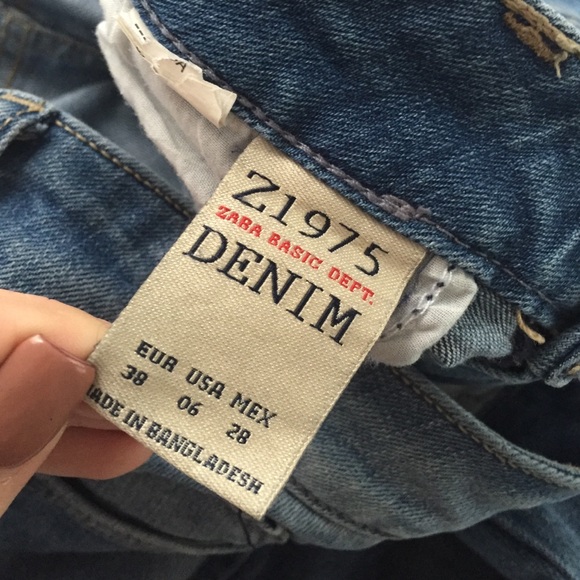 Z1975
ZARA BASIC DEPT.
DENIM
EUR USA MEX
38 06 28
MADE IN BANGLADESH